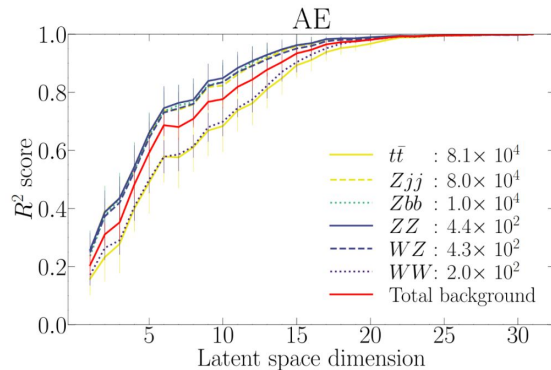 AE
1.0
0.8
0.6
0.4
0.2
0.0
R² score
tt̄ : 8.1× 10⁴
Zjj : 8.0× 10⁴
Zbb : 1.0× 10⁴
ZZ : 4.4× 10²
WZ : 4.3× 10²
WW : 2.0× 10²
Total background
5 10 15 20 25 30
Latent space dimension